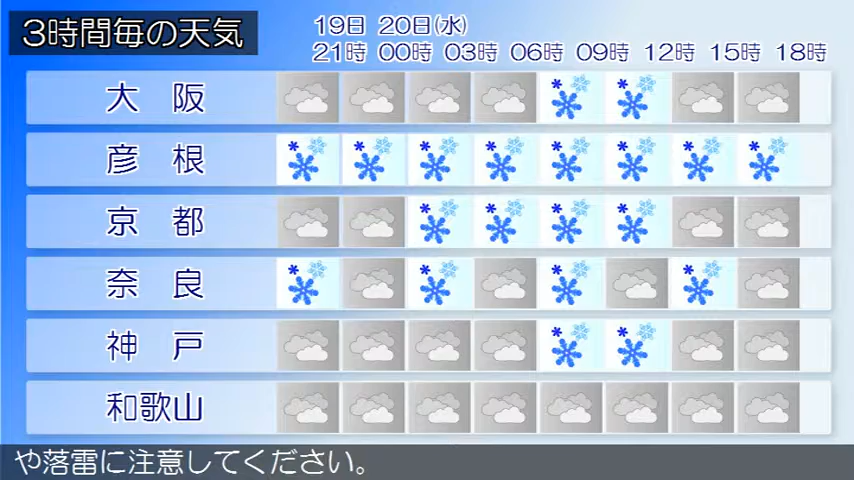 3時間毎の天気
19日 20日(水)
21時 00時 03時 06時 09時 12時 15時 18時
大 阪
彦 根
京 都
奈 良
神 戸
和歌山
や落雷に注意してください。